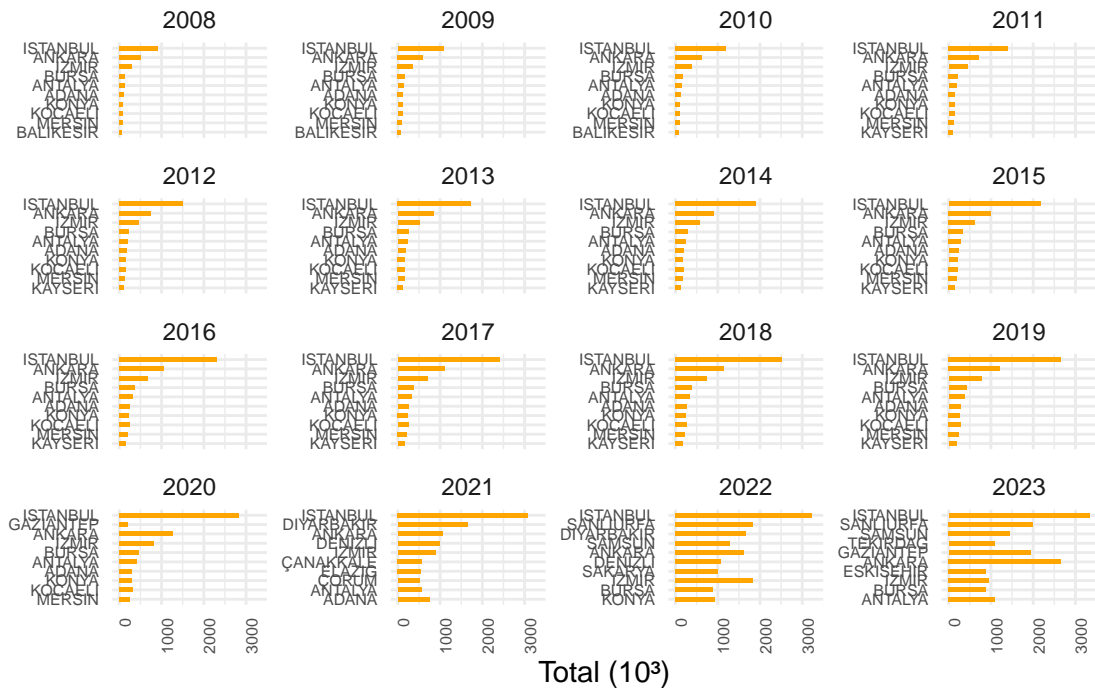 2008
ISTANBUL
ANKARA
IZMIR
BURSA
ANTALYA
ADANA
KONYA
KOCAELI
MERSIN
BALIKESIR
2009
ISTANBUL
ANKARA
IZMIR
BURSA
ANTALYA
ADANA
KONYA
KOCAELI
MERSIN
BALIKESIR
2010
ISTANBUL
ANKARA
IZMIR
BURSA
ANTALYA
ADANA
KONYA
KOCAELI
MERSIN
BALIKESIR
2011
ISTANBUL
ANKARA
IZMIR
BURSA
ANTALYA
ADANA
KONYA
KOCAELI
MERSIN
KAYSERI
2012
ISTANBUL
ANKARA
IZMIR
BURSA
ANTALYA
ADANA
KONYA
KOCAELI
MERSIN
KAYSERI
2013
ISTANBUL
ANKARA
IZMIR
BURSA
ANTALYA
ADANA
KONYA
KOCAELI
MERSIN
KAYSERI
2014
ISTANBUL
ANKARA
IZMIR
BURSA
ANTALYA
ADANA
KONYA
KOCAELI
MERSIN
KAYSERI
2015
ISTANBUL
ANKARA
IZMIR
BURSA
ANTALYA
ADANA
KONYA
KOCAELI
MERSIN
KAYSERI
2016
ISTANBUL
ANKARA
IZMIR
BURSA
ANTALYA
ADANA
KONYA
KOCAELI
MERSIN
KAYSERI
2017
ISTANBUL
ANKARA
IZMIR
BURSA
ANTALYA
ADANA
KONYA
KOCAELI
MERSIN
KAYSERI
2018
ISTANBUL
ANKARA
IZMIR
BURSA
ANTALYA
ADANA
KONYA
KOCAELI
MERSIN
KAYSERI
2019
ISTANBUL
ANKARA
IZMIR
BURSA
ANTALYA
ADANA
KONYA
KOCAELI
MERSIN
KAYSERI
2020
ISTANBUL
GAZIANTEP
ANKARA
IZMIR
BURSA
ANTALYA
ADANA
KONYA
KOCAELI
MERSIN
2021
ISTANBUL
DIYARBAKIR
ANKARA
DENIZLI
IZMIR
ÇANAKKALE
ELAZIG
ÇORUM
ANTALYA
ADANA
2022
ISTANBUL
SANLIURFA
DIYARBAKIR
SAMSUN
ANKARA
DENIZLI
SAKARYA
IZMIR
BURSA
KONYA
2023
ISTANBUL
SANLIURFA
SAMSUN
TEKIRDAG
GAZIANTEP
ANKARA
ESKISEHIR
IZMIR
BURSA
ANTALYA
0 1000 2000 3000
0 1000 2000 3000
0 1000 2000 3000
0 1000 2000 3000
Total (10³)